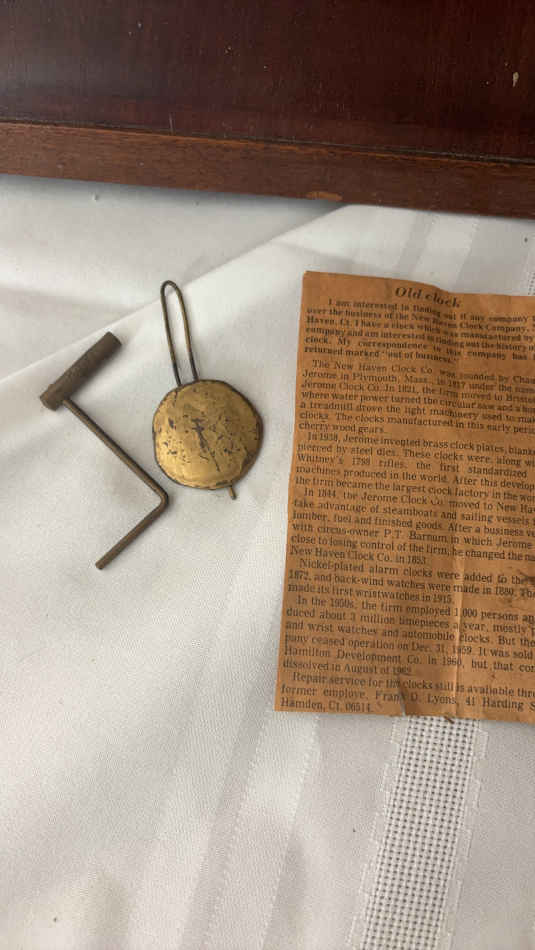 Old clock
I am interested in finding out if any company
over the business of the New Haven Clock Company,
Haven, Ct. I have a clock which was manufactured by
company and am interested in finding out the history of
clock. My correspondence to this company has
returned marked "out of business."
The New Haven Clock Co. was founded by
Jerome in Plymouth, Mass., in 1817 under the
Jerome Clock Co. In 1821, the firm moved to
where water power turned the circular saw and a
a treadmill drove the light machinery used to
clocks. The clocks manufactured in this early
cherry wood gears.
In 1838, Jerome invented brass clock plates,
pierced by steel dies. These clocks were, along
Whitney's 1798 rifles, the first standardized
machines produced in the world. After this
the firm became the largest clock factory in the
In 1844, the Jerome Clock Co. moved to New
take advantage of steamboats and sailing vessels
lumber, fuel and finished goods. After a business
with circus-owner P.T. Barnum in which Jerome
close to losing control of the firm, he changed the
New Haven Clock Co. in 1853.
Nickel-plated alarm clocks were added to the
1872, and back-wind watches were made in 1880.
made its first wristwatches in 1915.
In the 1950s, the firm employed 1,000 persons
duced about 3 million timepieces a year, mostly
and wrist watches and automobile clocks. But
pany ceased operation on Dec. 31, 1959. It was sold
Hamilton Development Co. in 1960, but that
dissolved in August of 1962.
Repair service for the clocks still is available
former employe, Frank D. Lyons, 41 Harding
Hamden, Ct. 06514.